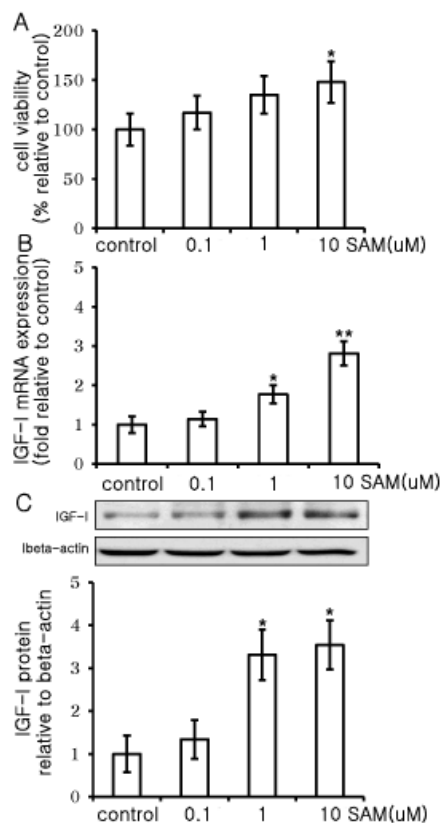 A
cell viability
(% relative to control)
200
150
100
50
0
*
control 0.1 1 10 SAM(uM)
B
IGF-I mRNA expression
(fold relative to control)
5
4
3
2
1
0
* **
control 0.1 1 10 SAM(uM)
C
IGF-I
lbeta-actin
IGF-I protein
relative to beta-actin
5
4
3
2
1
0
* *
control 0.1 1 10 SAM(uM)